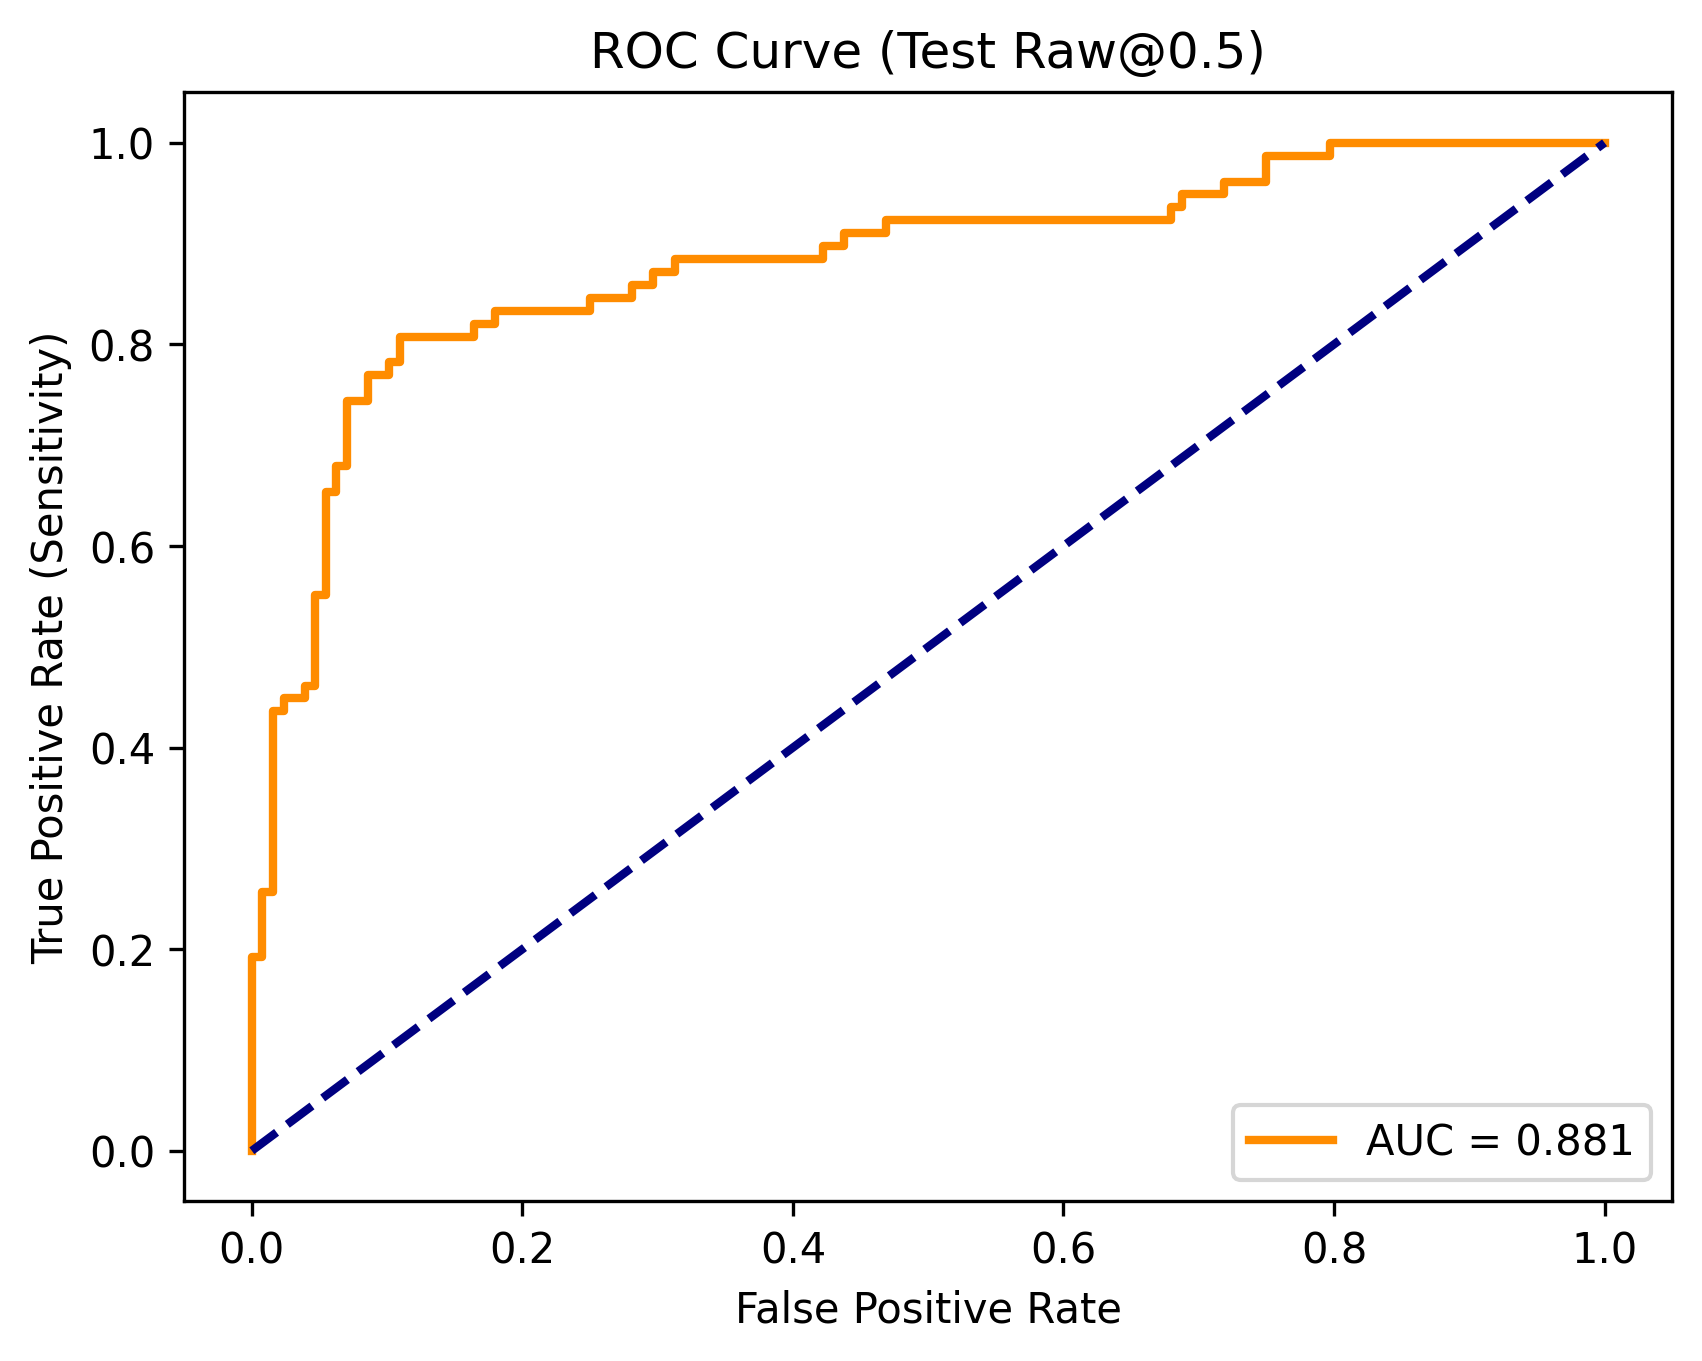 ROC Curve (Test Raw@0.5)
True Positive Rate (Sensitivity)
1.0
0.8
0.6
0.4
0.2
0.0
AUC = 0.881
0.0 0.2 0.4 0.6 0.8 1.0
False Positive Rate